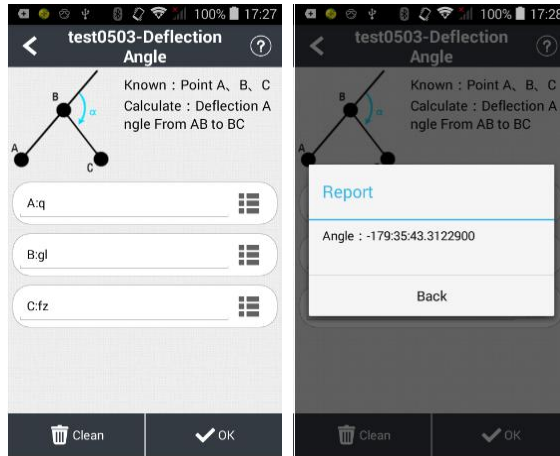 100% 17:27
test0503-Deflection
Angle
?
Known：Point A、B、C
Calculate：Deflection A
ngle From AB to BC
B
α
A
C
A:q
B:gl
C:fz
Clean
OK
100% 17:28
test0503-Deflection
Angle
?
Known：Point A、B、C
Calculate：Deflection A
ngle From AB to BC
B
α
A
Report
Angle：-179:35:43.3122900
Back
Clean
OK